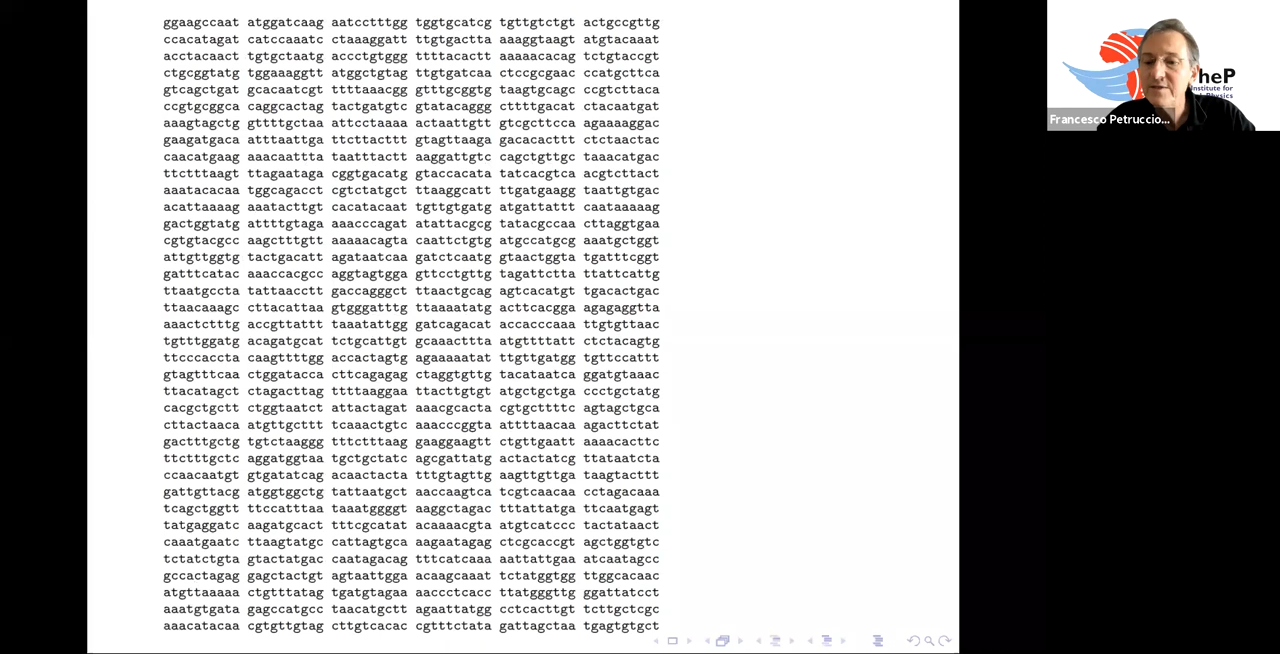 ggaagccaat atggatcaag aatcctttgg tggtgcatcg tgttgtctgt actgccgttg
ccacatagat catccaaatc ctaaaggatt ttgtgactta aaaggtaagt atgtacaaat
acctacaact tgtgctaatg accctgtggg ttttacactt aaaaacacag tctgtaccgt
ctgcggtatg tggaaaggtt atggctgtag ttgtgatcaa ctccgcgaac ccatgcttca
gtcagctgat gcacaatcgt ttttaaacgg gtttgcggtg taagtgcagc ccgtcttaca
ccgtgcggca caggcactag tactgatgtc gtatacaggg cttttgacat ctacaatgat
aaagtagctg gttttgctaa attcctaaaa actaattgtt gtcgcttcca agaaaaggac
gaagatgaca atttaattga ttcttacttt gtagttaaga gacacacttt ctctaactac
caacatgaag aaacaattta taatttactt aaggattgtc cagctgttgc taaacatgac
ttctttaagt ttagaataga cggtgacatg gtaccacata tatcacgtca acgtcttact
aaatacacaa tggcagacct cgtctatgct ttaaggcatt ttgatgaagg taattgtgac
acattaaaag aaatacttgt cacatacaat tgttgtgatg atgattattt caataaaaag
gactggtatg attttgtaga aaacccagat atattacgcg tatacgccaa cttaggtgaa
cgtgtacgcc aagctttgtt aaaaacagta caattctgtg atgccatgcg aaatgctggt
attgttggtg tactgacatt agataatcaa gatctcaatg gtaactggta tgatttcggt
gatttcatac aaaccacgcc aggtagtgga gttcctgttg tagattctta ttattcattg
ttaatgccta tattaacctt gaccagggct ttaactgcag agtcacatgt tgacactgac
ttaacaaagc cttacattaa gtgggatttg ttaaaatatg acttcacgga agagaggtta
aaactctttg accgttattt taaatattgg gatcagacat accacccaaa ttgtgttaac
tgtttggatg acagatgcat tctgcattgt gcaaacttta atgttttatt ctctacagtg
ttcccaccta caagttttgg accactagtg agaaaaatat ttgttgatgg tgttccattt
gtagtttcaa ctggatacca cttcagagag ctaggtgttg tacataatca ggatgtaaac
ttacatagct ctagacttag ttttaaggaa ttacttgtgt atgctgctga ccctgctatg
cacgctgctt ctggtaatct attactagat aaacgcacta cgtgcttttc agtagctgca
cttactaaca atgttgcttt tcaaactgtc aaacccggta attttaacaa agacttctat
gactttgctg tgtctaaggg tttctttaag gaaggaagtt ctgttgaatt aaaacacttc
ttctttgctc aggatggtaa tgctgctatc agcgattatg actactatcg ttataatcta
ccaacaatgt gtgatatcag acaactacta tttgtagttg aagttgttga taagtacttt
gattgttacg atggtggctg tattaatgct aaccaagtca tcgtcaacaa cctagacaaa
tcagctggtt ttccatttaa taaatggggt aaggctagac tttattatga ttcaatgagt
tatgaggatc aagatgcact tttcgcatat acaaaacgta atgtcatccc tactataact
caaatgaatc ttaagtatgc cattagtgca aagaatagag ctcgcaccgt agctggtgtc
tctatctgta gtactatgac caatagacag tttcatcaaa aattattgaa atcaatagcc
gccactagag gagctactgt agtaattgga acaagcaaat tctatggtgg ttggcacaac
atgttaaaaa ctgtttatag tgatgtagaa aaccctcacc ttatgggttg ggattatcct
aaatgtgata gagccatgcc taacatgctt agaattatgg cctcacttgt tcttgctcgc
aaacatacaa cgtgttgtag cttgtcacac cgtttctata gattagctaa tgagtgtgct
heP
Institute for
Physics
Francesco Petruccio...